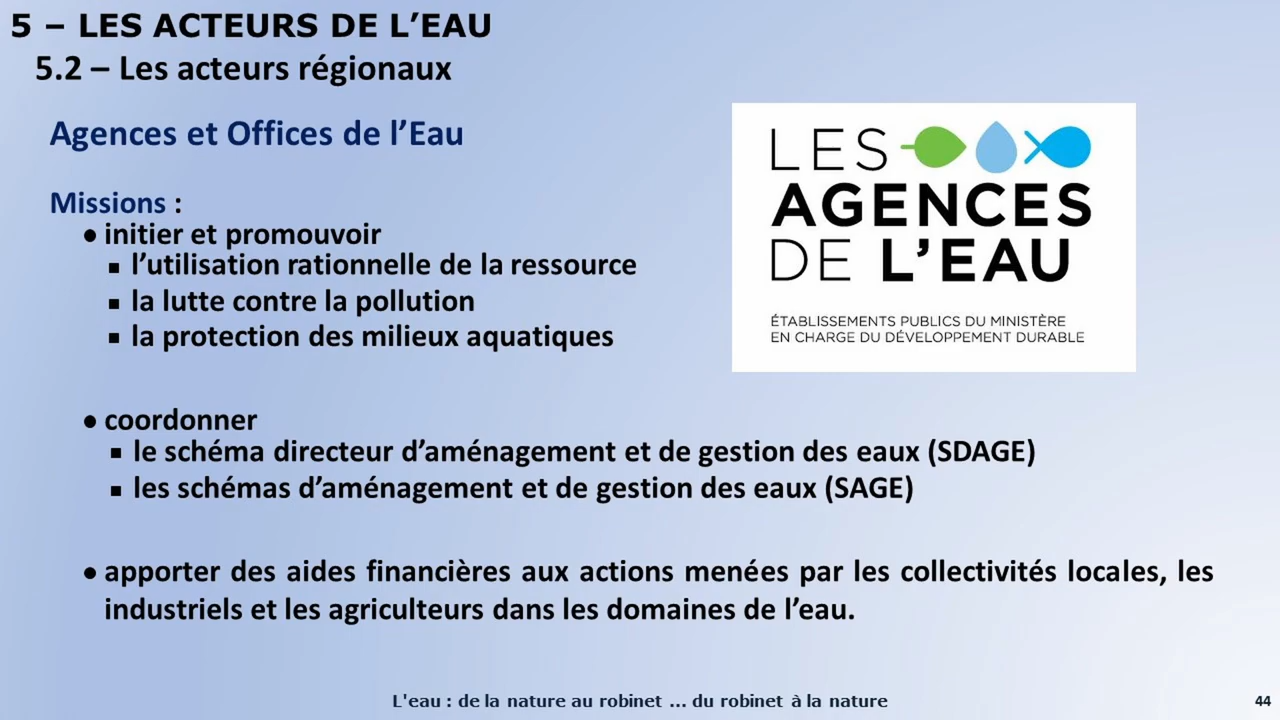 5 – LES ACTEURS DE L’EAU
5.2 – Les acteurs régionaux
Agences et Offices de l’Eau
Missions :
● initier et promouvoir
▪ l’utilisation rationnelle de la ressource
▪ la lutte contre la pollution
▪ la protection des milieux aquatiques
LES
AGENCES
DE L’EAU
ÉTABLISSEMENTS PUBLICS DU MINISTÈRE
EN CHARGE DU DÉVELOPPEMENT DURABLE
● coordonner
▪ le schéma directeur d’aménagement et de gestion des eaux (SDAGE)
▪ les schémas d’aménagement et de gestion des eaux (SAGE)
● apporter des aides financières aux actions menées par les collectivités locales, les
industriels et les agriculteurs dans les domaines de l’eau.
L'eau : de la nature au robinet ... du robinet à la nature
44